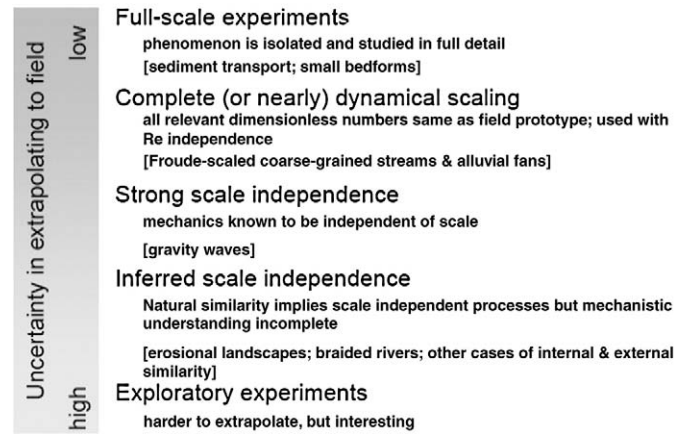 Uncertainty in extrapolating to field
low
high
Full-scale experiments
phenomenon is isolated and studied in full detail
[sediment transport; small bedforms]
Complete (or nearly) dynamical scaling
all relevant dimensionless numbers same as field prototype; used with
Re independence
[Froude-scaled coarse-grained streams & alluvial fans]
Strong scale independence
mechanics known to be independent of scale
[gravity waves]
Inferred scale independence
Natural similarity implies scale independent processes but mechanistic
understanding incomplete
[erosional landscapes; braided rivers; other cases of internal & external
similarity]
Exploratory experiments
harder to extrapolate, but interesting